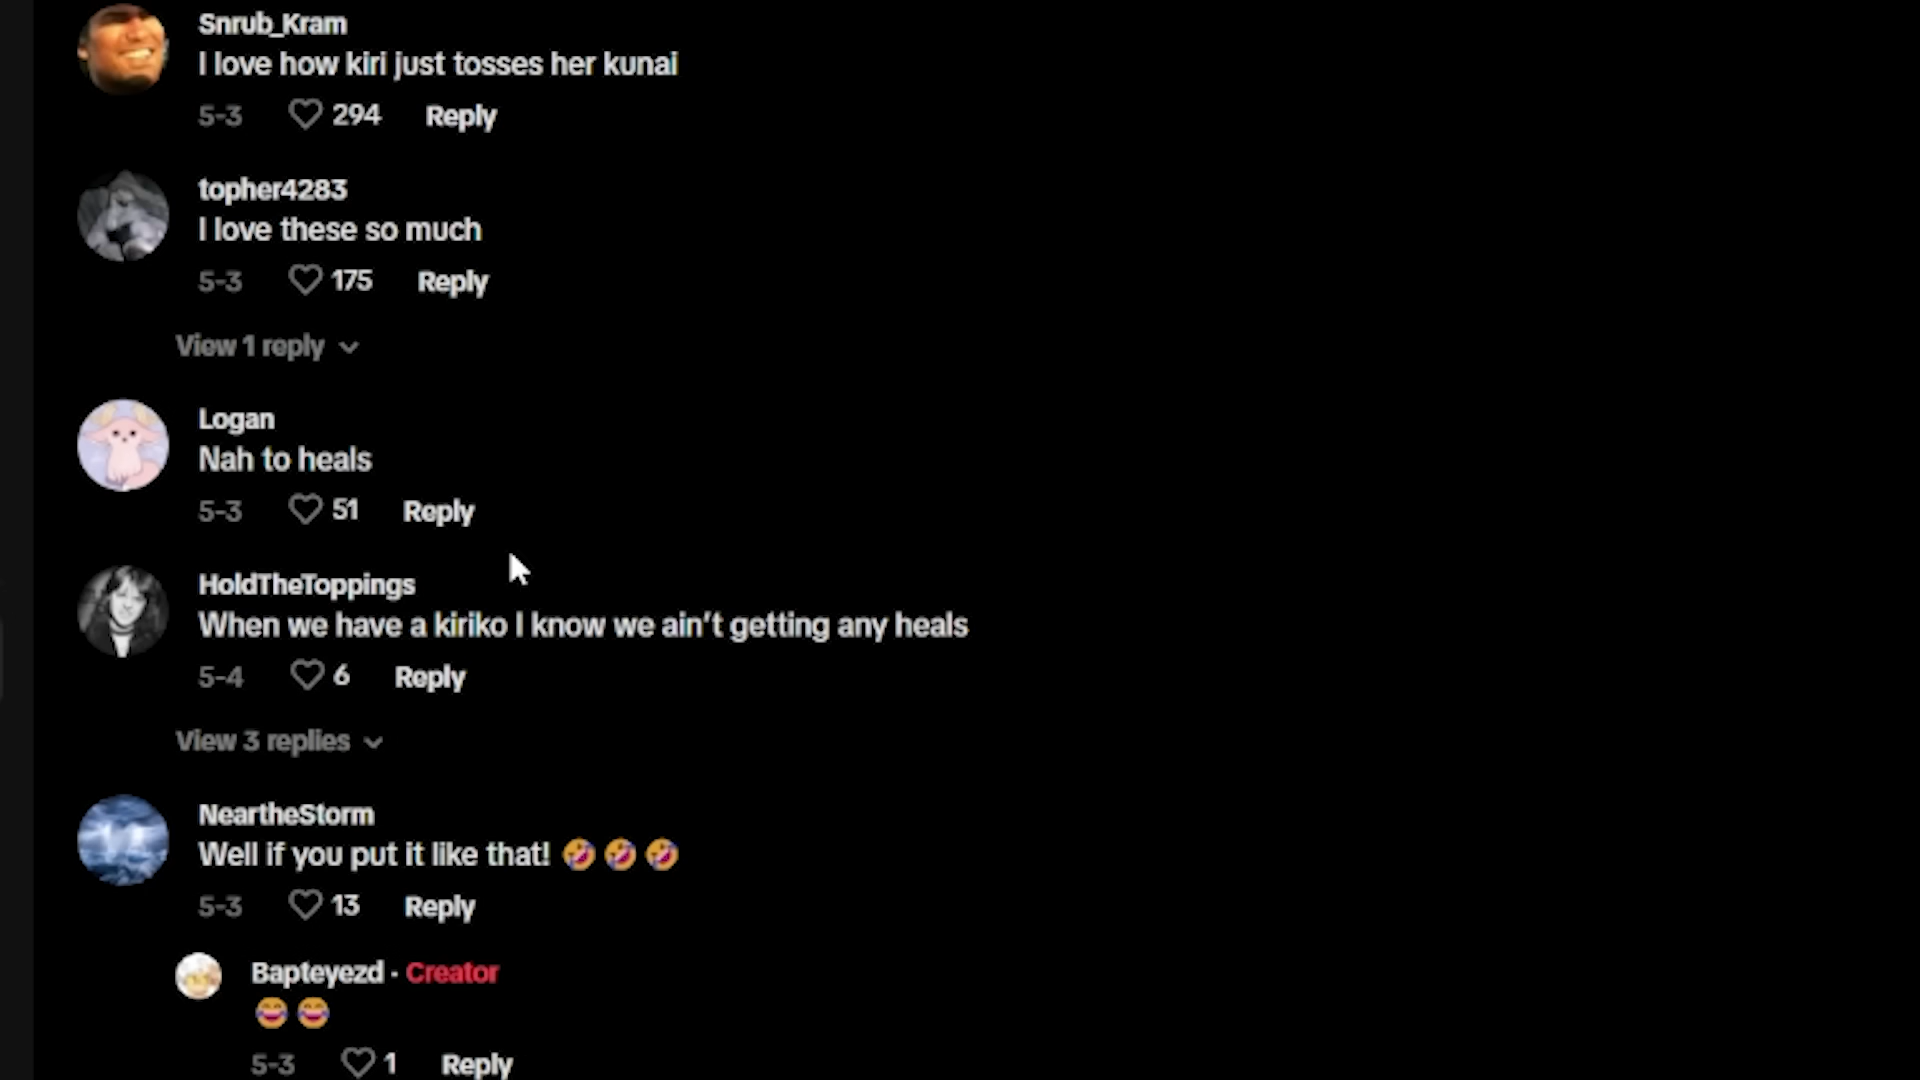 Snrub_Kram
I love how kiri just tosses her kunai
5-3 294 Reply
topher4283
I love these so much
5-3 175 Reply
View 1 reply
Logan
Nah to heals
5-3 51 Reply
HoldTheToppings
When we have a kiriko I know we ain't getting any heals
5-4 6 Reply
View 3 replies
NeartheStorm
Well if you put it like that! 🤣🤣🤣
5-3 13 Reply
Bapteyezd · Creator
😂😂
5-3 1 Reply